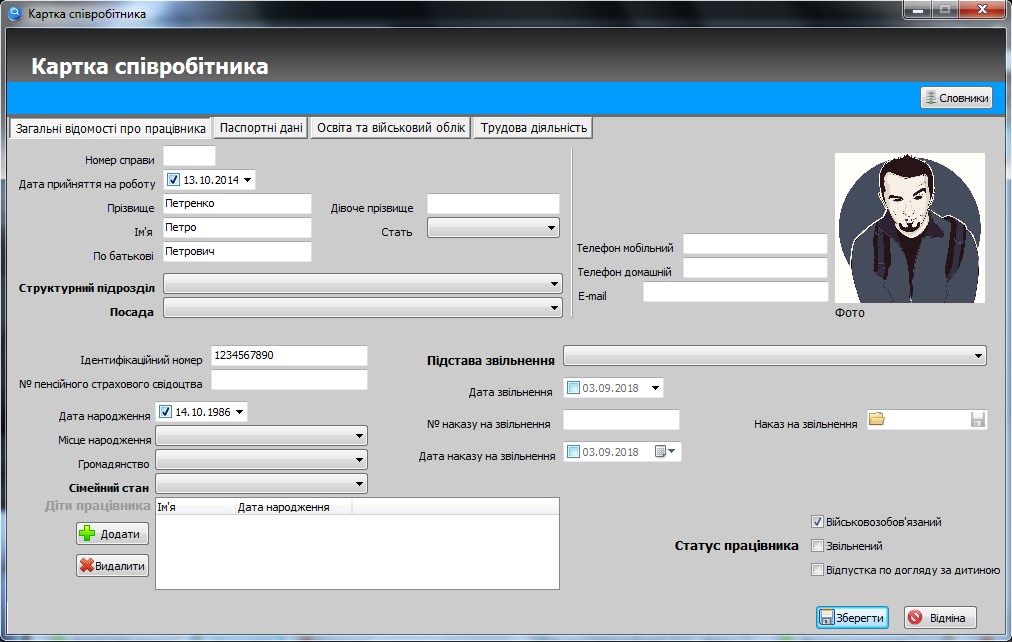 Картка співробітника
Картка співробітника
Словники
Загальні відомості про працівника Паспортні дані Освіта та військовий облік Трудова діяльність
Номер справи
Дата прийняття на роботу 13.10.2014
Прізвище Петренко Дівоче прізвище
Ім'я Петро Стать
По батькові Петрович
Телефон мобільний
Телефон домашній
E-mail
Фото
Структурний підрозділ
Посада
Ідентифікаційний номер 1234567890
№ пенсійного страхового свідоцтва
Дата народження 14.10.1986
Місце народження
Громадянство
Сімейний стан
Підстава звільнення
Дата звільнення 03.09.2018
№ наказу на звільнення Наказ на звільнення
Дата наказу на звільнення 03.09.2018
Діти працівника Ім'я Дата народження
Додати
Видалити
Статус працівника
Військовозобов'язаний
Звільнений
Відпустка по догляду за дитиною
Зберегти Відміна